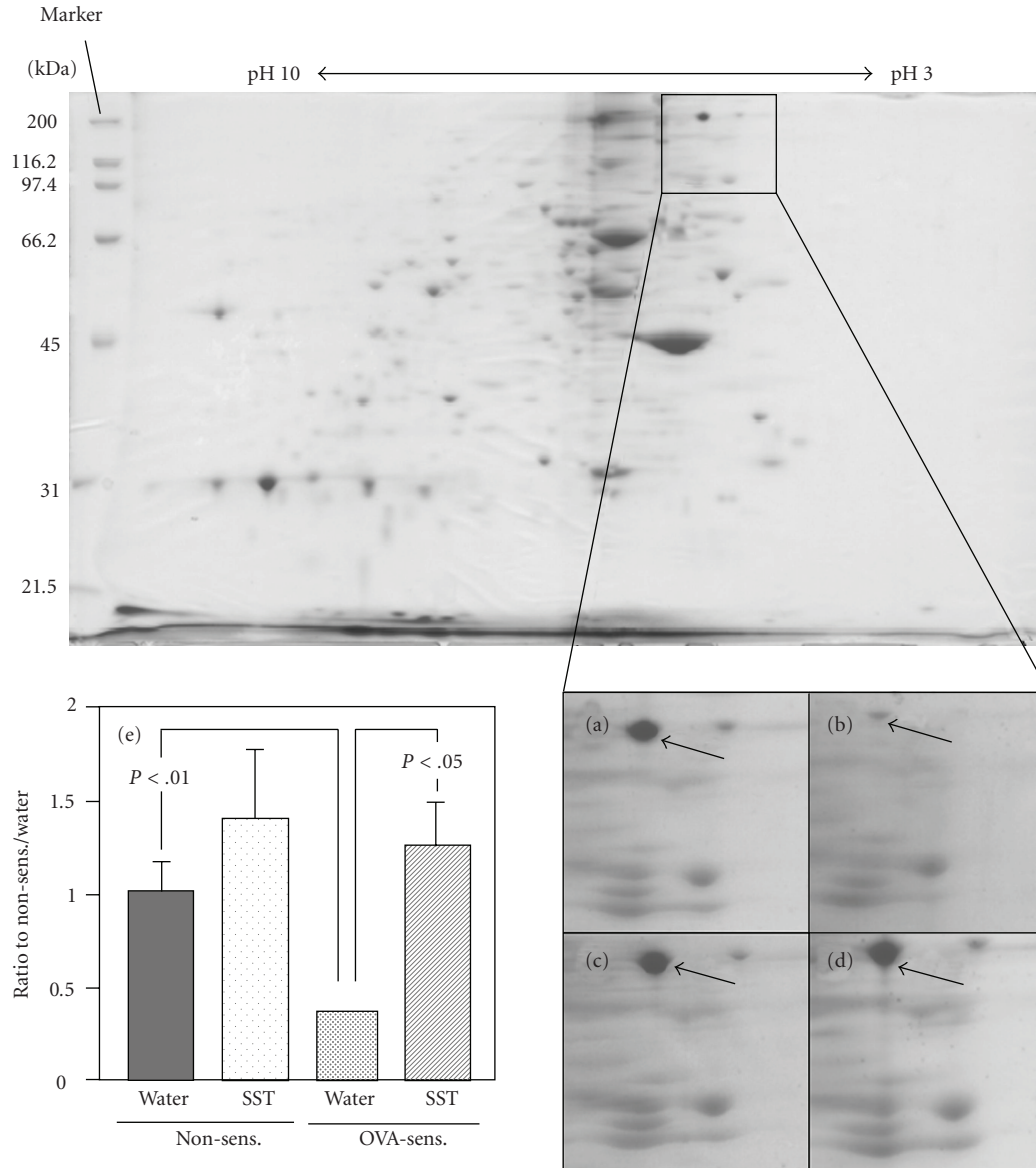 Marker
(kDa)
pH 10
pH 3
200
116.2
97.4
66.2
45
31
21.5
(a)
(b)
(c)
(d)
(e)
2
1.5
1
0.5
0
Ratio to non-sens./water
P < .01
P < .05
Water
SST
Water
SST
Non-sens.
OVA-sens.